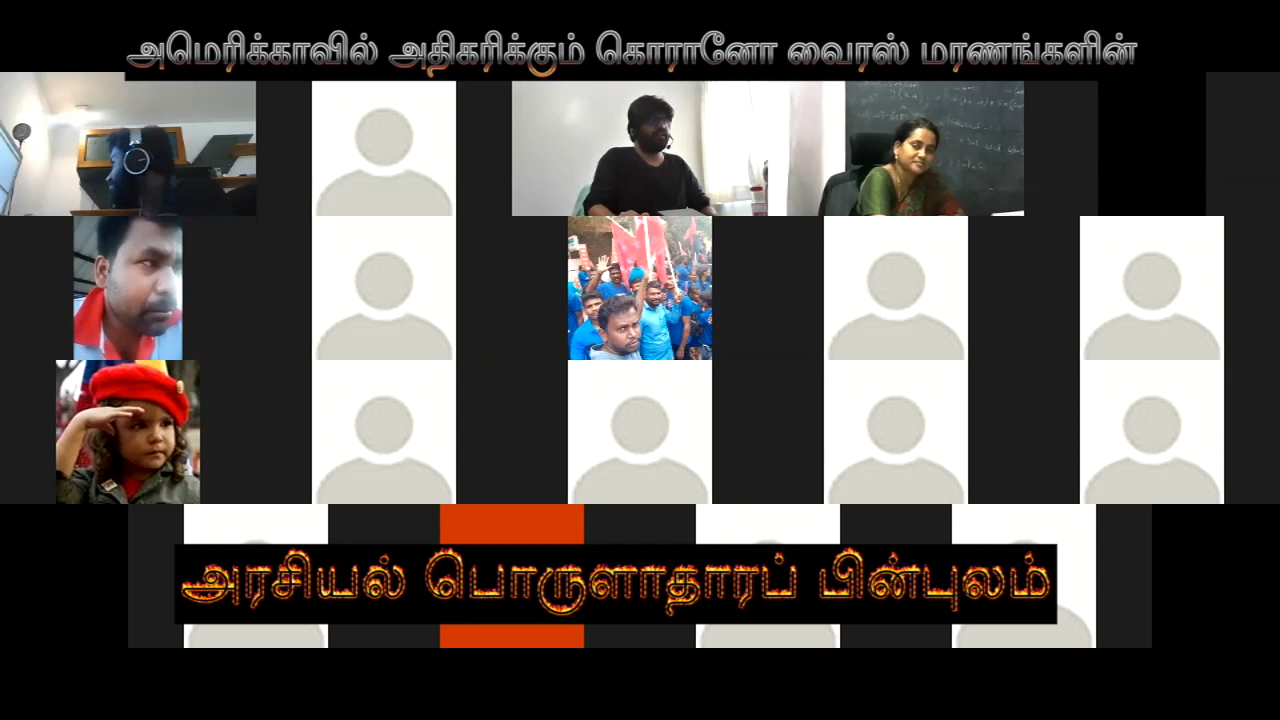 அமெரிக்காவில் அதிகரிக்கும் கொரானோ வைரஸ் மரணங்களின்
அரசியல் பொருளாதாரப் பின்புலம்